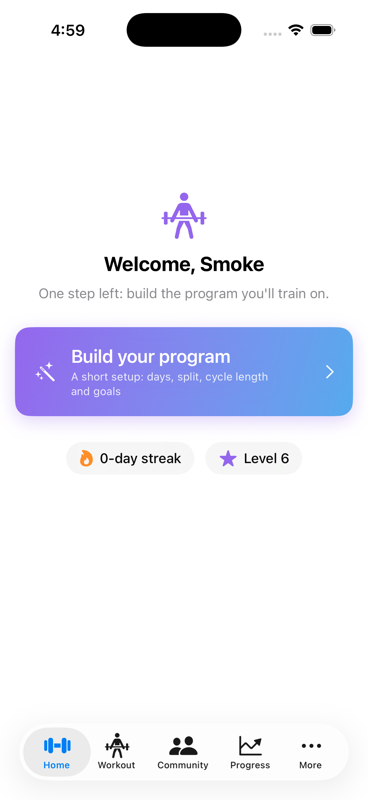 4:59
Welcome, Smoke
One step left: build the program you'll train on.
Build your program
A short setup: days, split, cycle length
and goals
0-day streak
Level 6
Home
Workout
Community
Progress
More